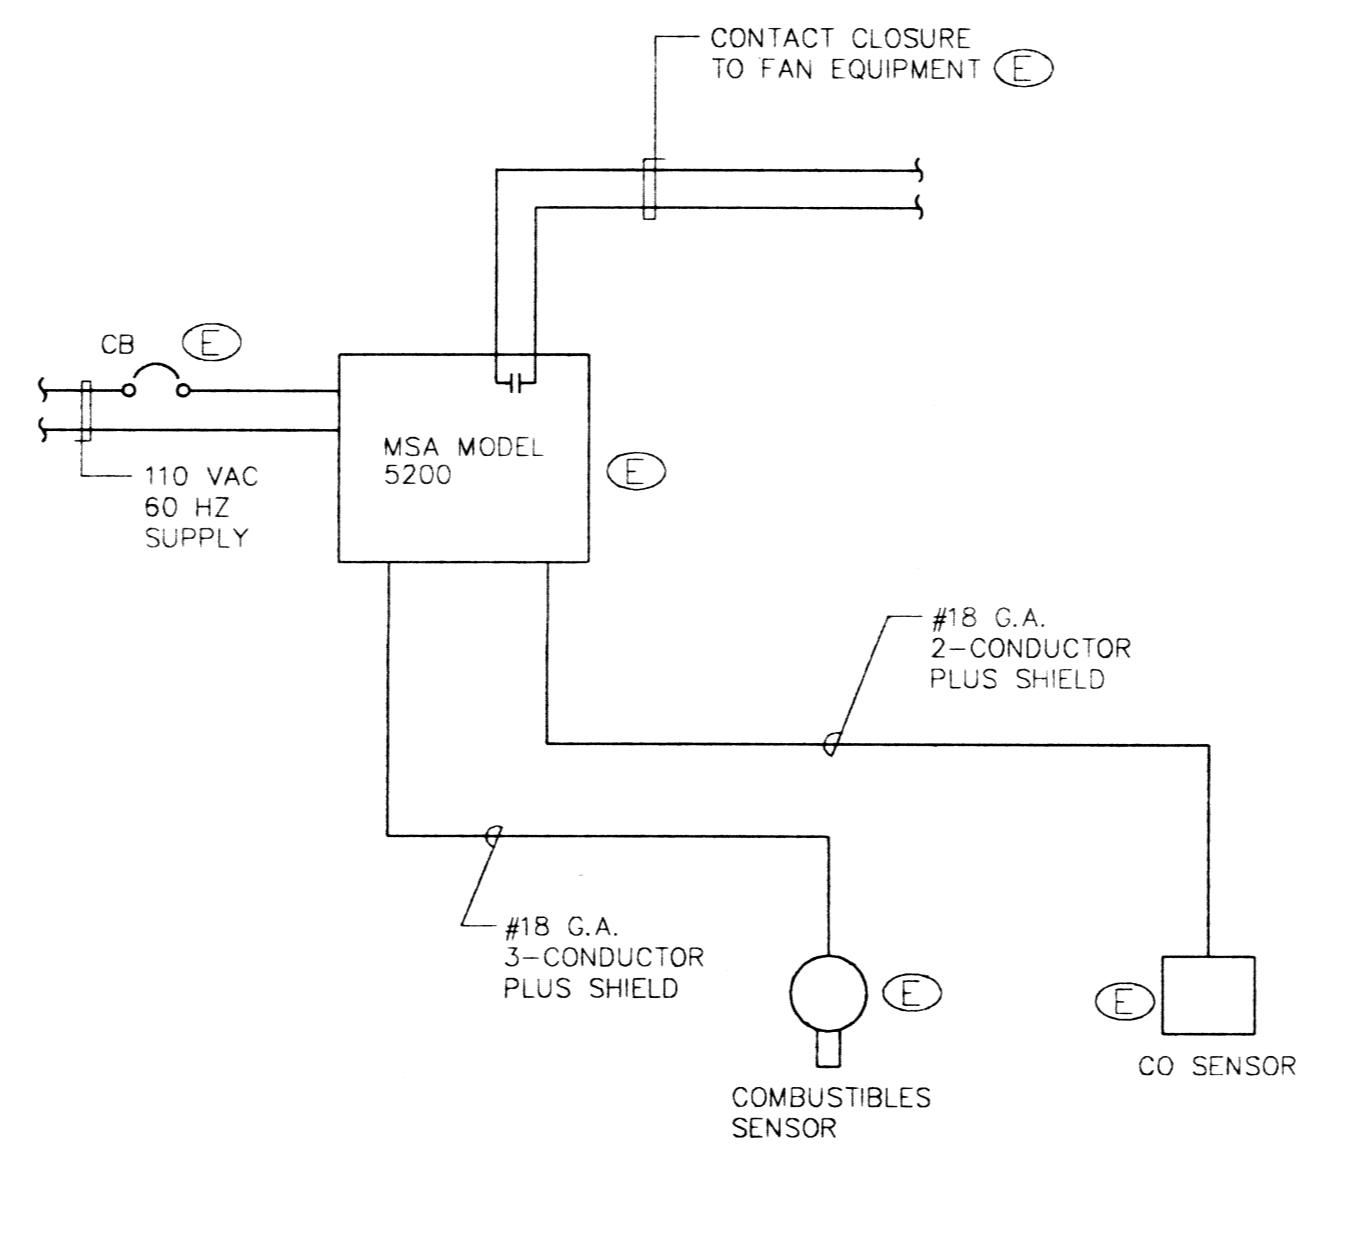 CONTACT CLOSURE
TO FAN EQUIPMENT E
CB E
MSA MODEL
5200
E
110 VAC
60 HZ
SUPPLY
#18 G.A.
2-CONDUCTOR
PLUS SHIELD
#18 G.A.
3-CONDUCTOR
PLUS SHIELD
E
E
CO SENSOR
COMBUSTIBLES
SENSOR